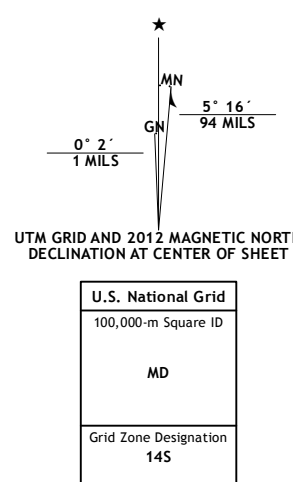 ★
MN
5° 16´
94 MILS
GN
0° 2´
1 MILS
UTM GRID AND 2012 MAGNETIC NORT
DECLINATION AT CENTER OF SHEET
U.S. National Grid
100,000-m Square ID
MD
Grid Zone Designation
14S